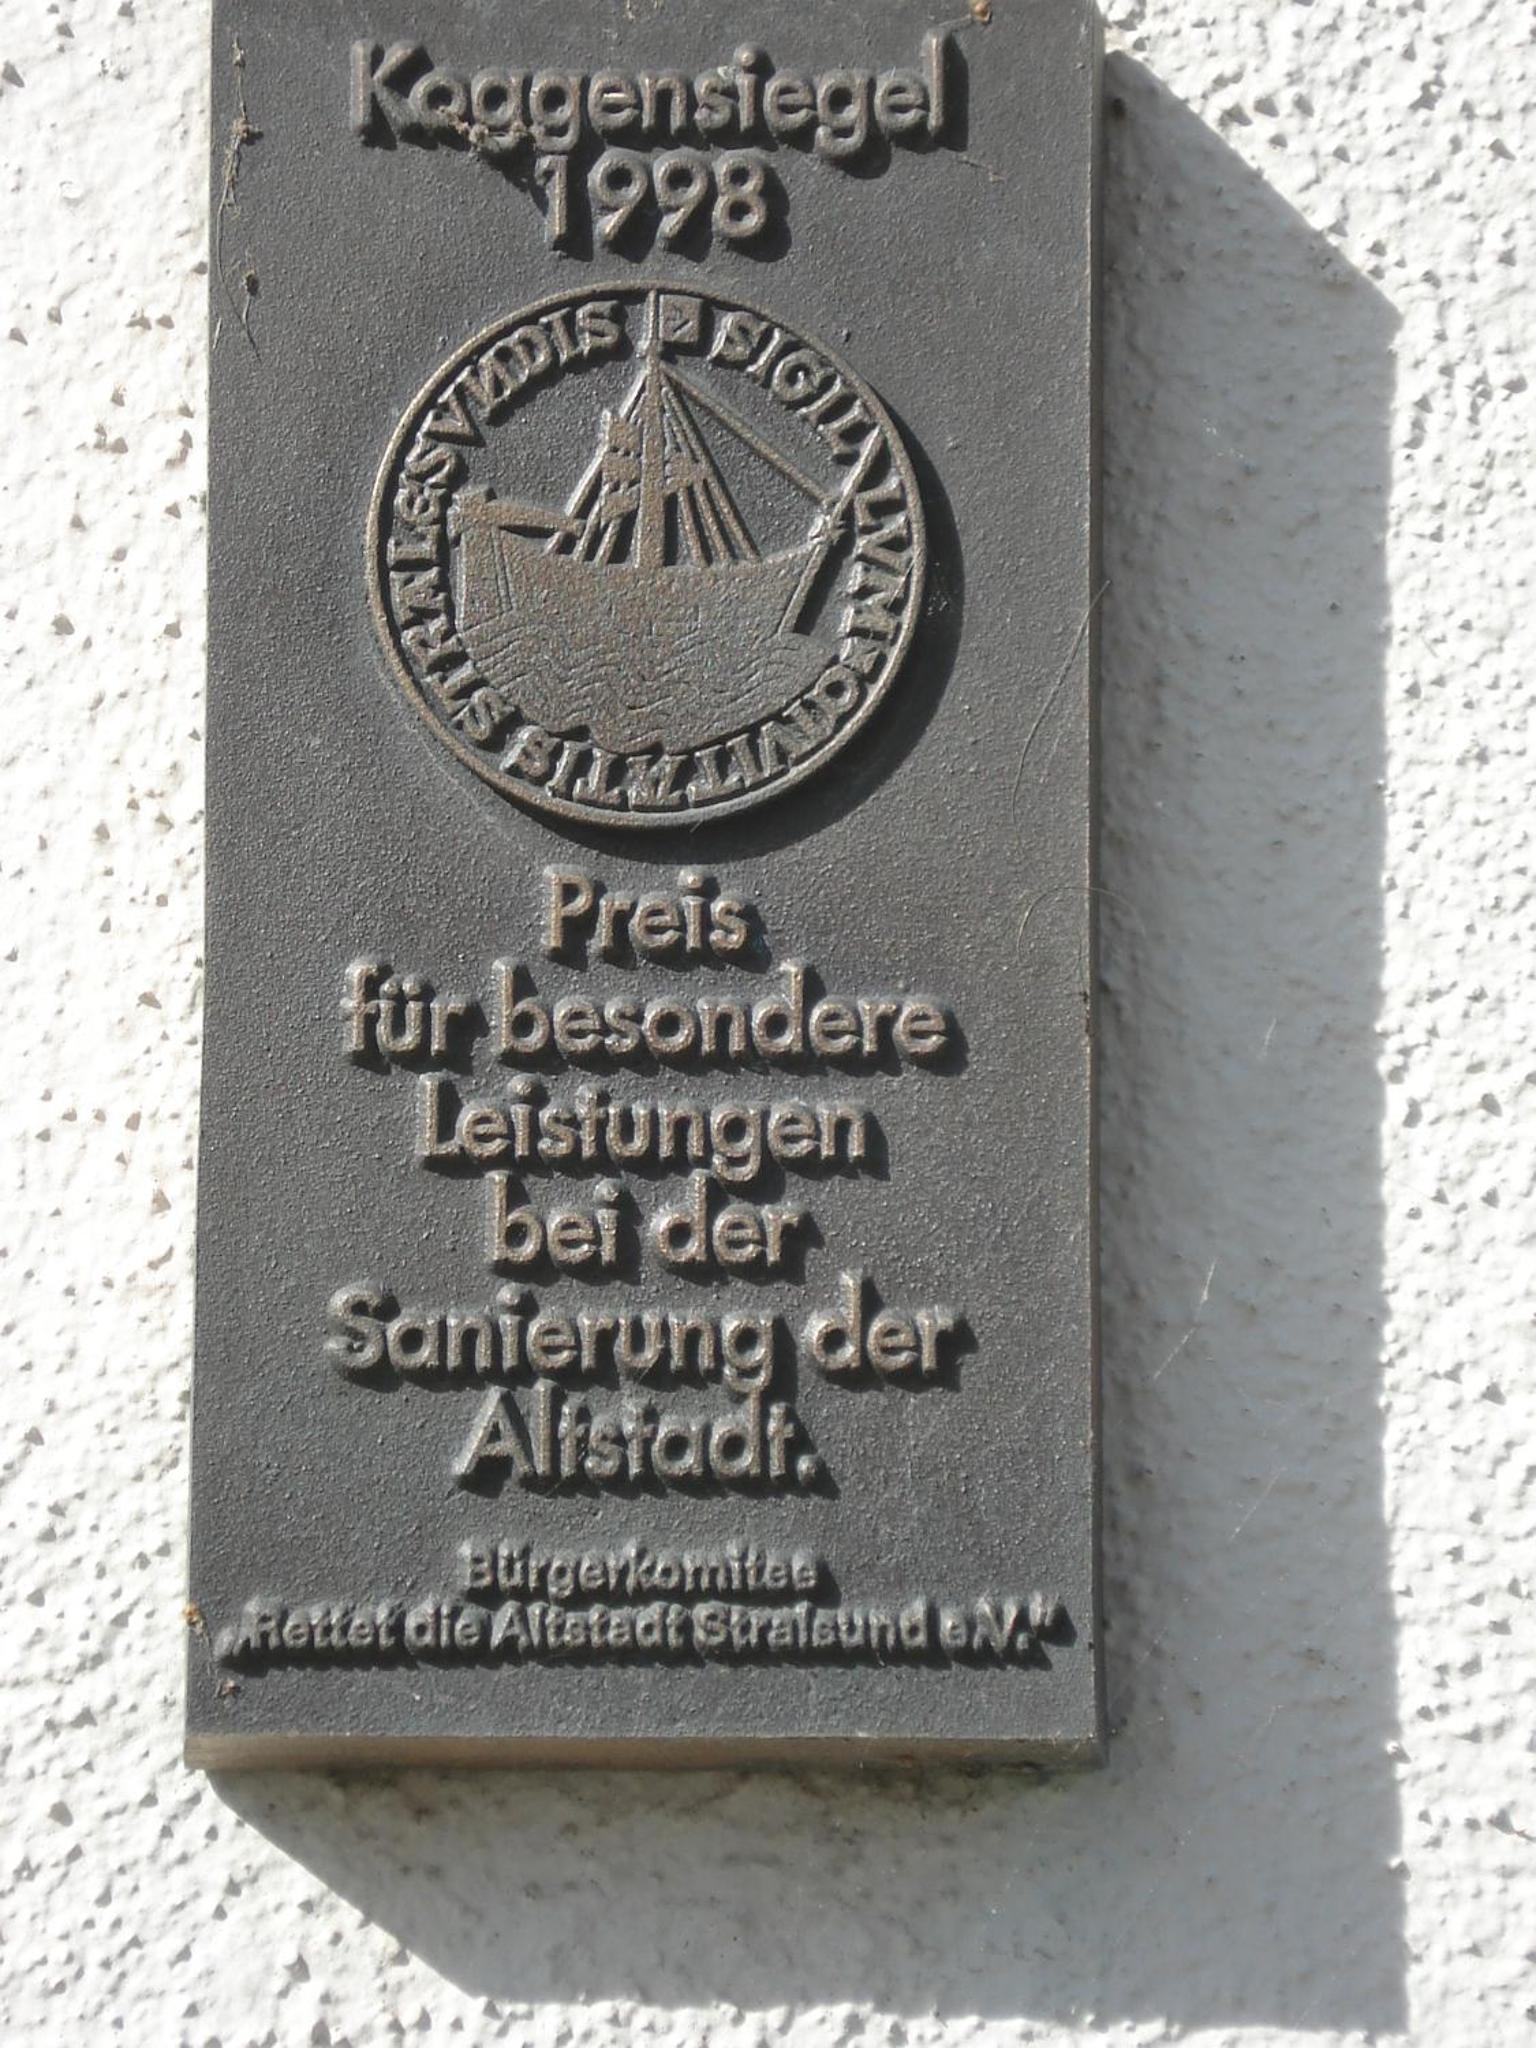 Koggensiegel
1998
SIGILLVM CIVITATIS STRALESVNDIS
Preis
für besondere
Leistungen
bei der
Sanierung der
Altstadt.
Bürgerkomitee
„Rettet die Altstadt Stralsund e.V.“